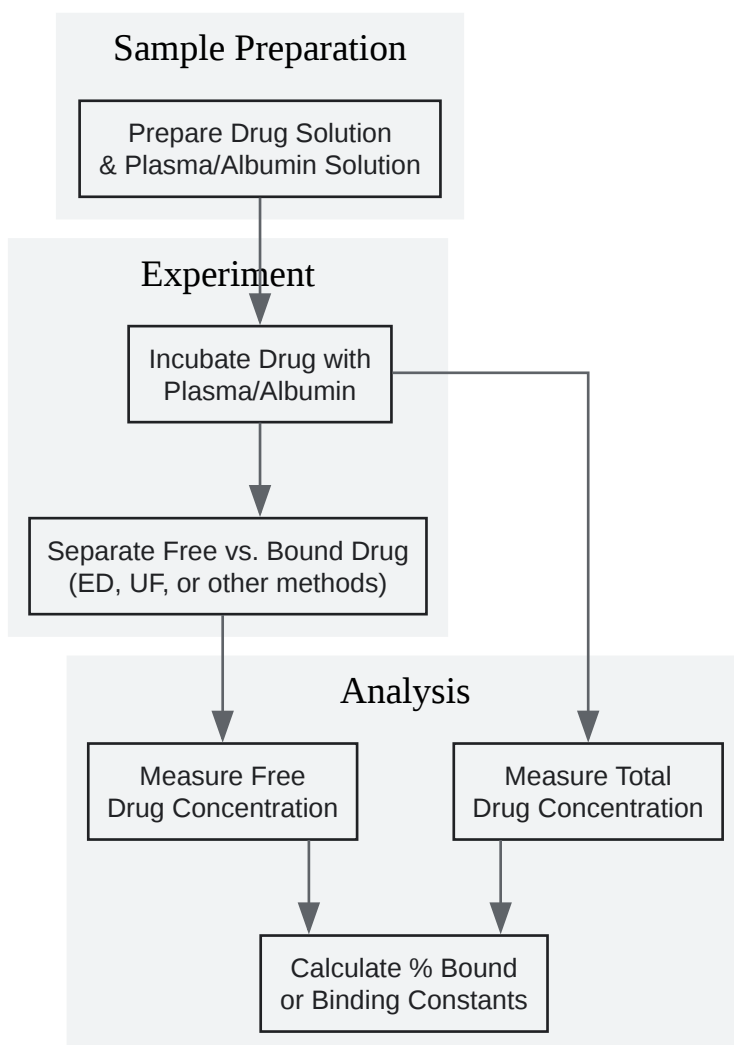 Sample Preparation
Prepare Drug Solution
& Plasma/Albumin Solution
Experiment
Incubate Drug with
Plasma/Albumin
Separate Free vs. Bound Drug
(ED, UF, or other methods)
Analysis
Measure Free
Drug Concentration
Measure Total
Drug Concentration
Calculate % Bound
or Binding Constants